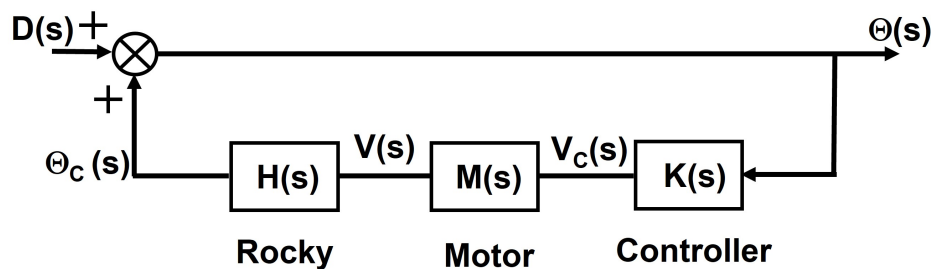 D(s) +
Θ(s)
+
Θ_C (s)
H(s)
V(s)
M(s)
V_C(s)
K(s)
Rocky
Motor
Controller